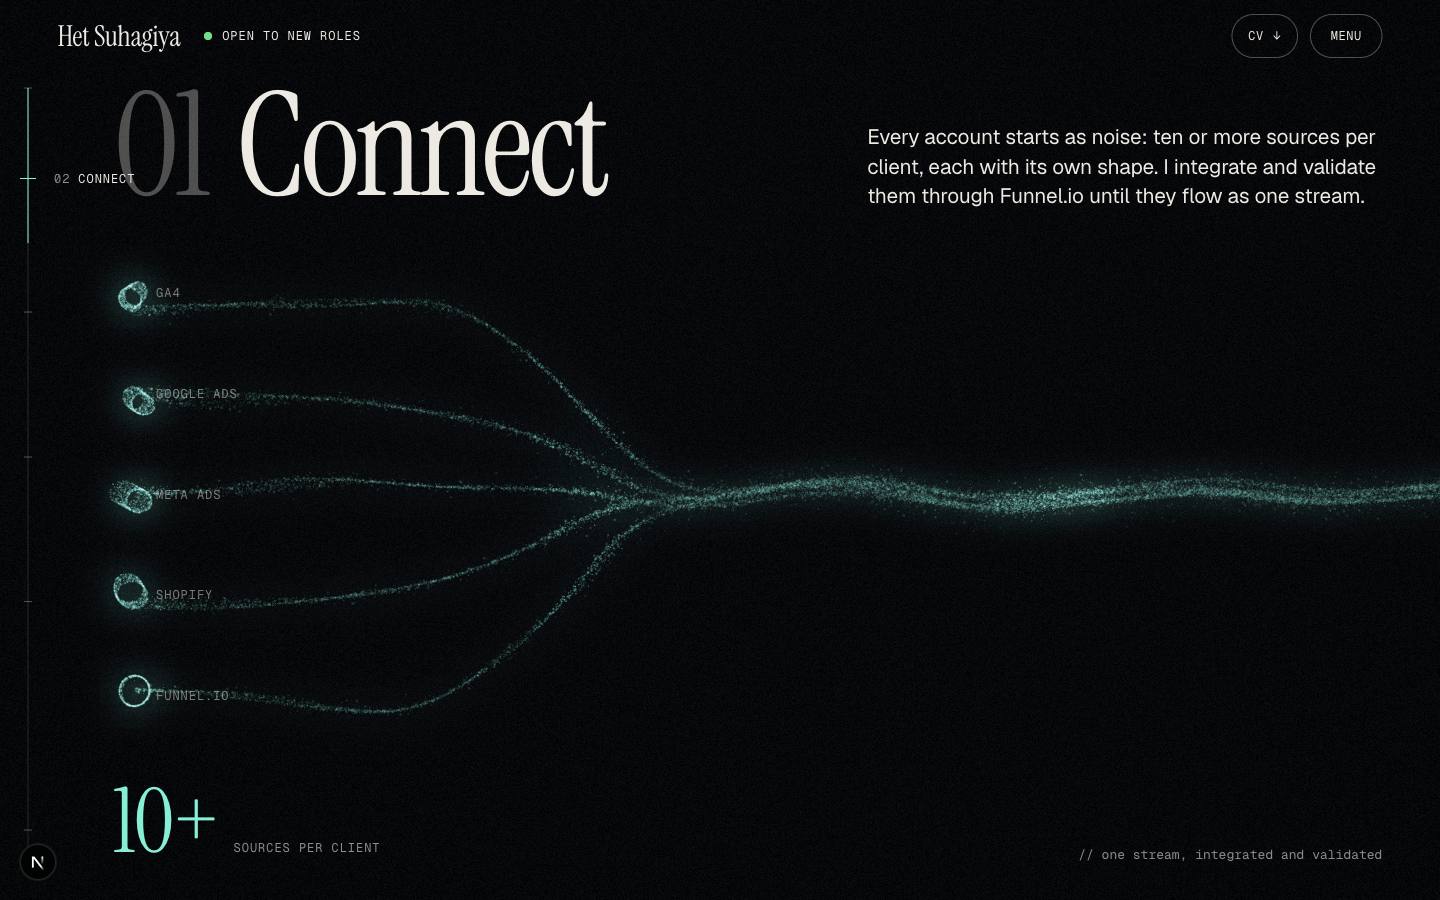 Het Suhagiya
OPEN TO NEW ROLES
CV ↓
MENU
01 Connect
02 CONNECT
Every account starts as noise: ten or more sources per
client, each with its own shape. I integrate and validate
them through Funnel.io until they flow as one stream.
GA4
GOOGLE ADS
META ADS
SHOPIFY
FUNNEL.IO
10+
SOURCES PER CLIENT
// one stream, integrated and validated
N